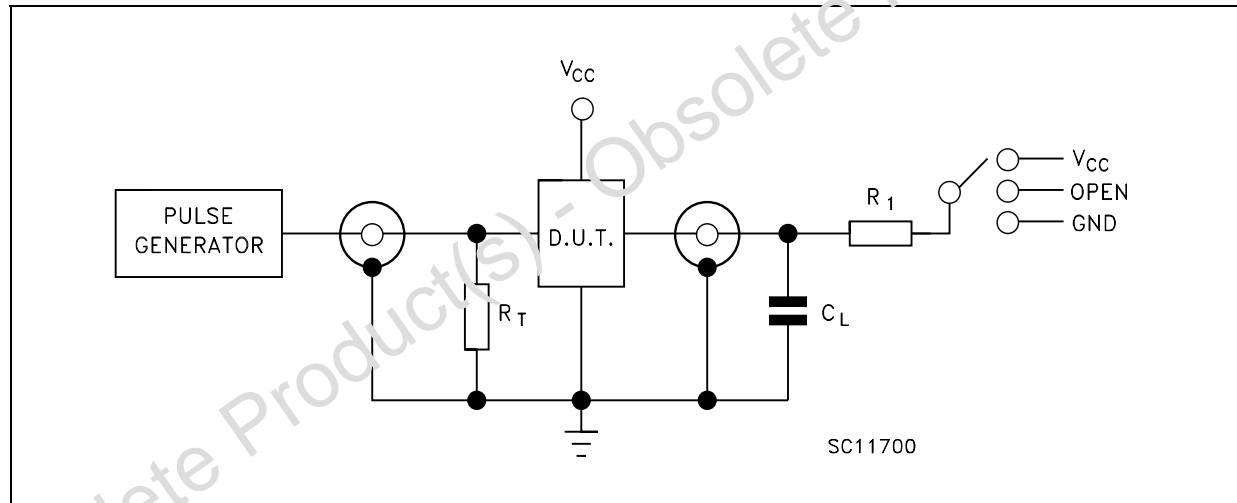 Obsolete Product(s) - Obsolete
VCC
PULSE
GENERATOR
RT
D.U.T.
CL
R1
VCC
OPEN
GND
SC11700